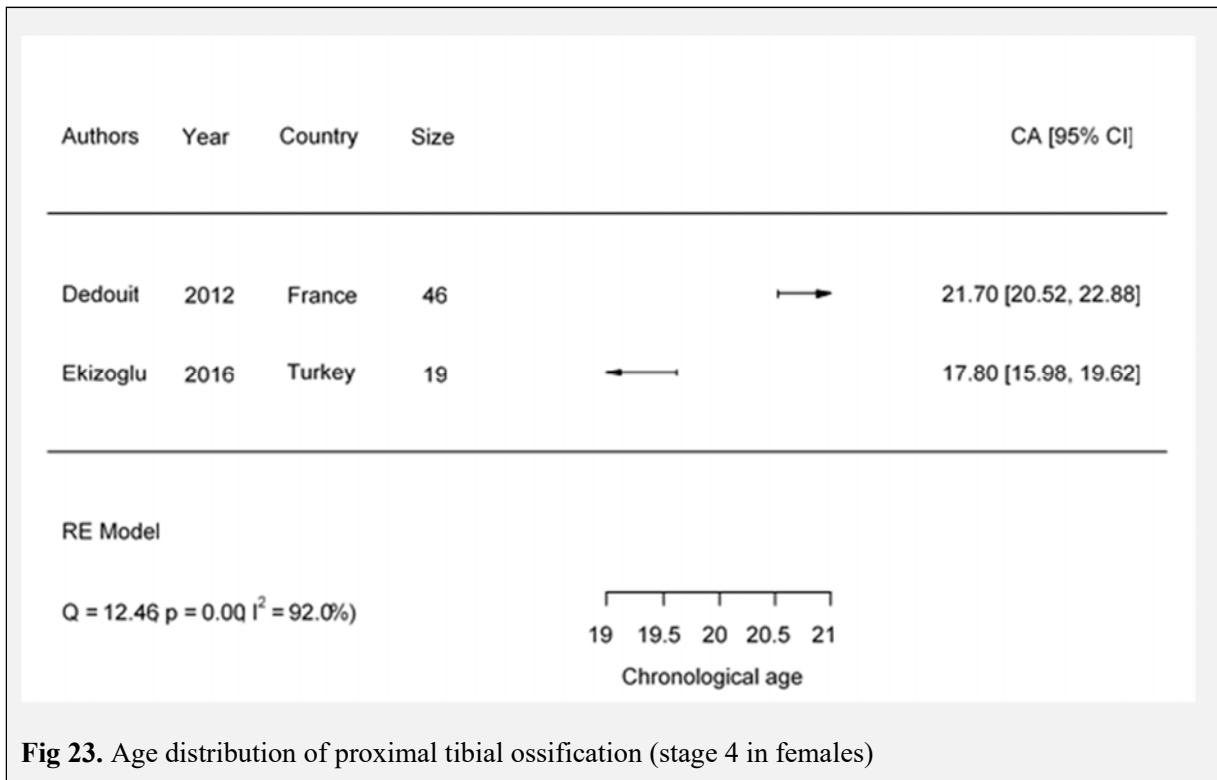 Authors Year Country Size CA [95% CI]
Dedouit 2012 France 46 21.70 [20.52, 22.88]
Ekizoglu 2016 Turkey 19 17.80 [15.98, 19.62]
RE Model
Q = 12.46 p = 0.00 I² = 92.0%)
19 19.5 20 20.5 21
Chronological age
Fig 23. Age distribution of proximal tibial ossification (stage 4 in females)